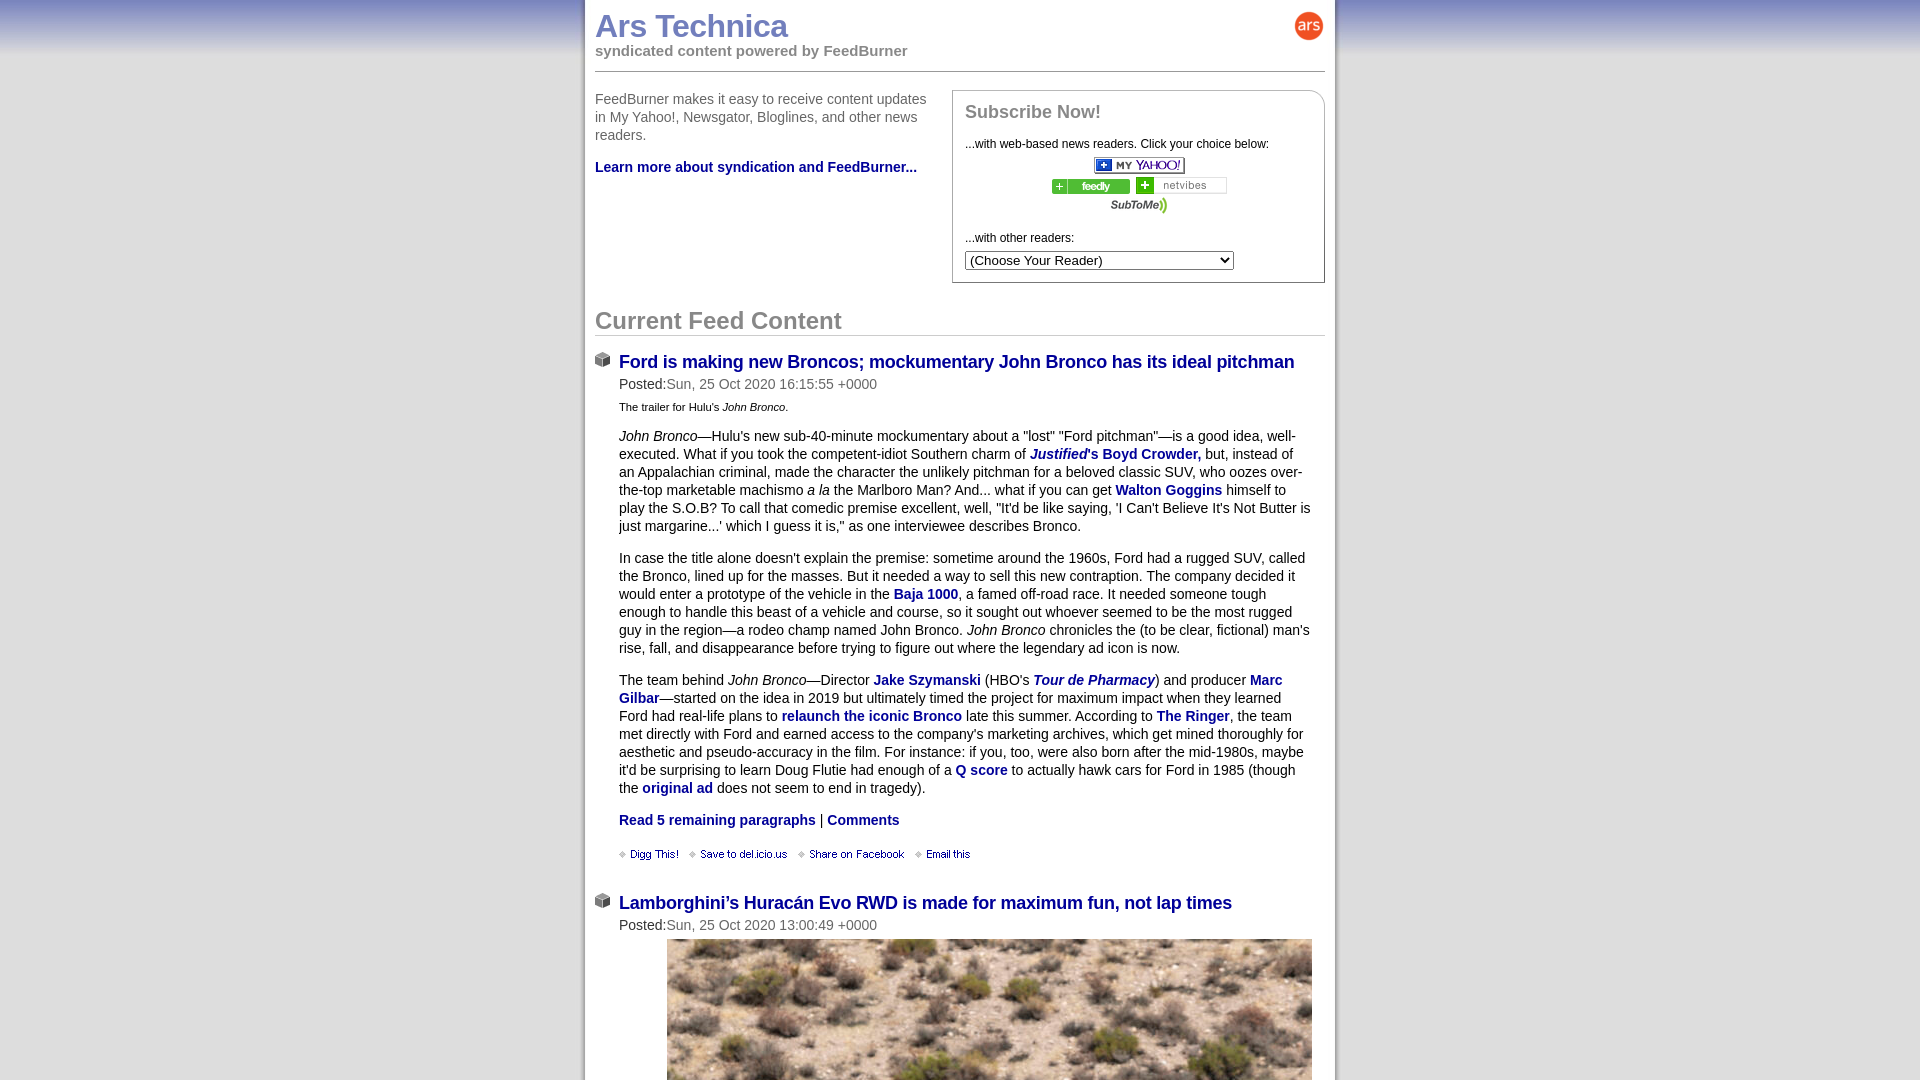 Ars Technica
ars
syndicated content powered by FeedBurner
FeedBurner makes it easy to receive content updates
in My Yahoo!, Newsgator, Bloglines, and other news
readers.
Learn more about syndication and FeedBurner...
Subscribe Now!
...with web-based news readers. Click your choice below:
MY YAHOO!
feedly
netvibes
SubToMe
...with other readers:
(Choose Your Reader)
Current Feed Content
Ford is making new Broncos; mockumentary John Bronco has its ideal pitchman
Posted:Sun, 25 Oct 2020 16:15:55 +0000
The trailer for Hulu's John Bronco.
John Bronco—Hulu's new sub-40-minute mockumentary about a "lost" "Ford pitchman"—is a good idea, well-
executed. What if you took the competent-idiot Southern charm of Justified's Boyd Crowder, but, instead of
an Appalachian criminal, made the character the unlikely pitchman for a beloved classic SUV, who oozes over-
the-top marketable machismo a la the Marlboro Man? And... what if you can get Walton Goggins himself to
play the S.O.B? To call that comedic premise excellent, well, "It'd be like saying, 'I Can't Believe It's Not Butter is
just margarine...' which I guess it is," as one interviewee describes Bronco.
In case the title alone doesn't explain the premise: sometime around the 1960s, Ford had a rugged SUV, called
the Bronco, lined up for the masses. But it needed a way to sell this new contraption. The company decided it
would enter a prototype of the vehicle in the Baja 1000, a famed off-road race. It needed someone tough
enough to handle this beast of a vehicle and course, so it sought out whoever seemed to be the most rugged
guy in the region—a rodeo champ named John Bronco. John Bronco chronicles the (to be clear, fictional) man's
rise, fall, and disappearance before trying to figure out where the legendary ad icon is now.
The team behind John Bronco—Director Jake Szymanski (HBO's Tour de Pharmacy) and producer Marc
Gilbar—started on the idea in 2019 but ultimately timed the project for maximum impact when they learned
Ford had real-life plans to relaunch the iconic Bronco late this summer. According to The Ringer, the team
met directly with Ford and earned access to the company's marketing archives, which get mined thoroughly for
aesthetic and pseudo-accuracy in the film. For instance: if you, too, were also born after the mid-1980s, maybe
it'd be surprising to learn Doug Flutie had enough of a Q score to actually hawk cars for Ford in 1985 (though
the original ad does not seem to end in tragedy).
Read 5 remaining paragraphs | Comments
Digg This! Save to del.icio.us Share on Facebook Email this
Lamborghini’s Huracán Evo RWD is made for maximum fun, not lap times
Posted:Sun, 25 Oct 2020 13:00:49 +0000